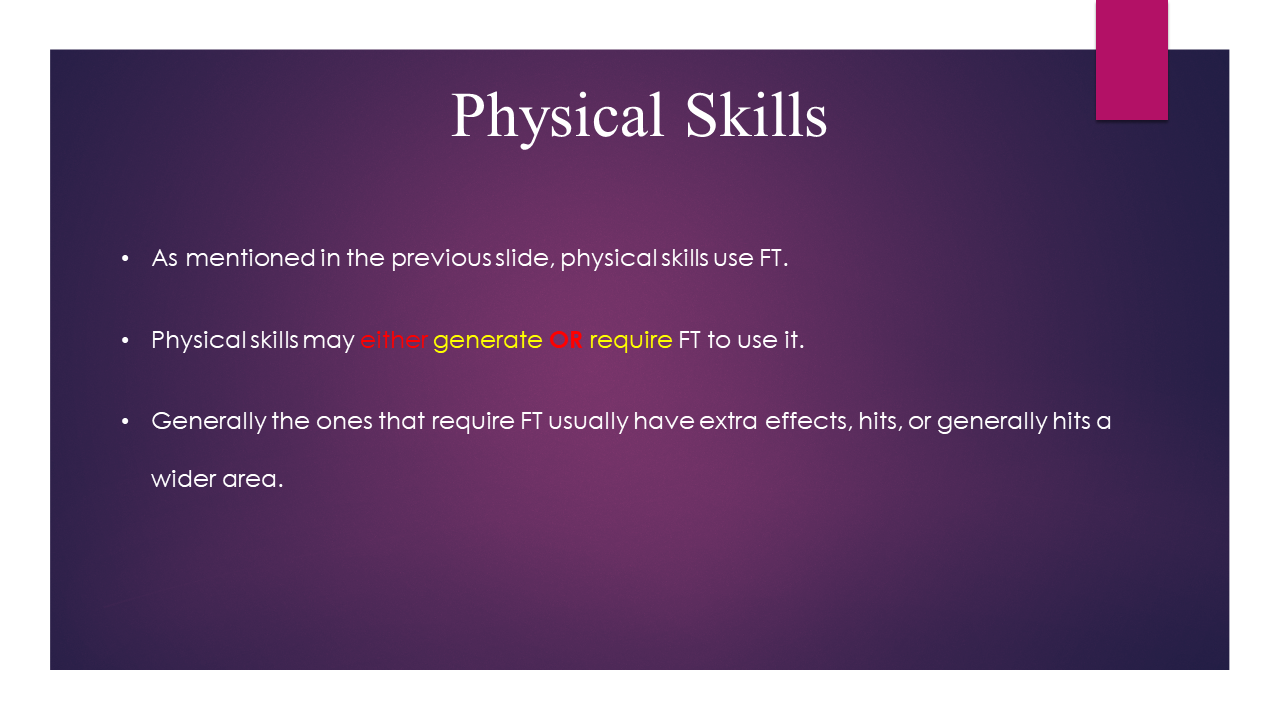 Physical Skills
• As mentioned in the previous slide, physical skills use FT.
• Physical skills may either generate OR require FT to use it.
• Generally the ones that require FT usually have extra effects, hits, or generally hits a
wider area.